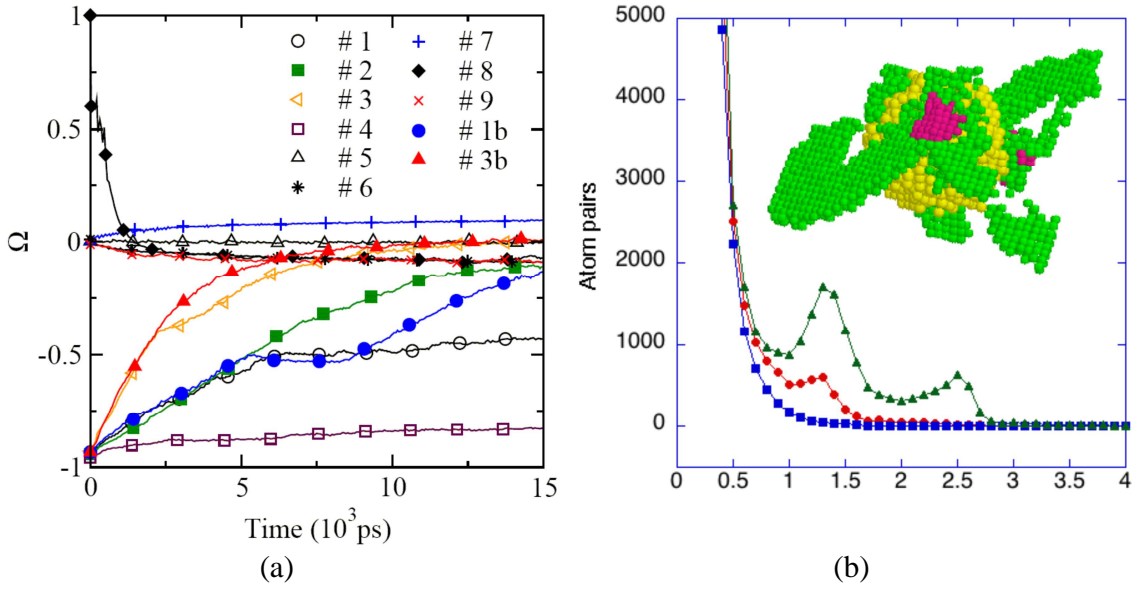 1
0.5
0
-0.5
-1
Ω
# 1
# 2
# 3
# 4
# 5
# 6
# 7
# 8
# 9
# 1b
# 3b
0 5 10 15
Time (10³ps)
(a)
5000
4000
3000
2000
1000
0
Atom pairs
0 0.5 1 1.5 2 2.5 3 3.5 4
(b)